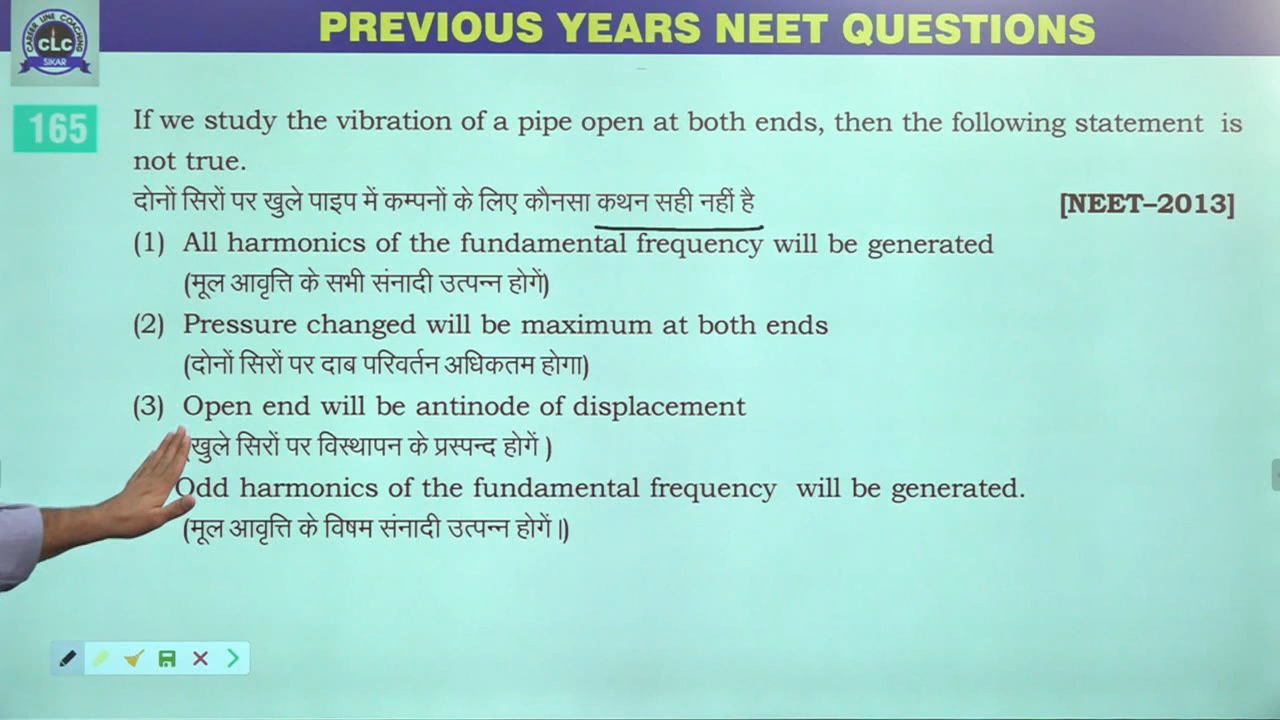 PREVIOUS YEARS NEET QUESTIONS
CAREER LINE COACHING
CLC
SIKAR
165
If we study the vibration of a pipe open at both ends, then the following statement is
not true.
दोनों सिरों पर खुले पाइप में कम्पनों के लिए कौनसा कथन सही नहीं है
[NEET–2013]
(1) All harmonics of the fundamental frequency will be generated
(मूल आवृत्ति के सभी संनादी उत्पन्न होगें)
(2) Pressure changed will be maximum at both ends
(दोनों सिरों पर दाब परिवर्तन अधिकतम होगा)
(3) Open end will be antinode of displacement
(खुले सिरों पर विस्थापन के प्रस्पन्द होगें )
Odd harmonics of the fundamental frequency will be generated.
(मूल आवृत्ति के विषम संनादी उत्पन्न होगें।)